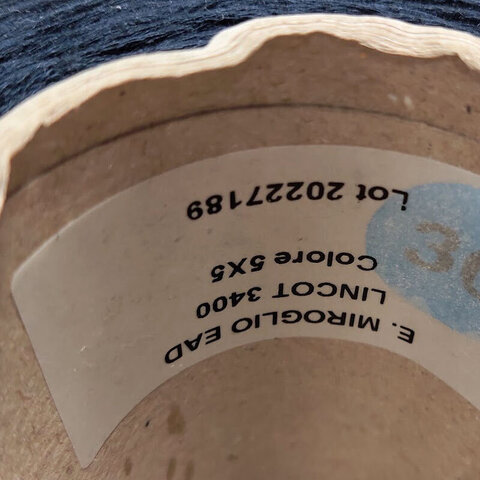 E. MIROGLIO EAD
LINCOT 3400
Colore 5X5
Lot 20227189